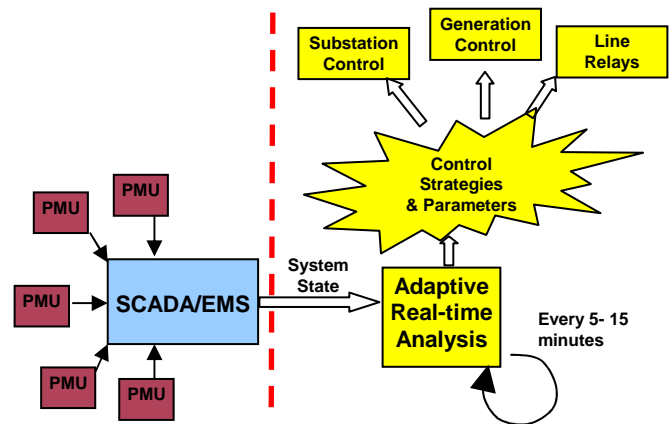 Substation
Control
Generation
Control
Line
Relays
Control
Strategies
& Parameters
PMU
PMU
PMU
PMU
PMU
SCADA/EMS
System
State
Adaptive
Real-time
Analysis
Every 5- 15
minutes